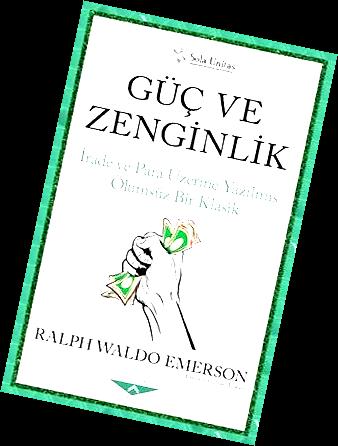 Sola Unitas
GÜÇ VE
ZENGİNLİK
İrade ve Para Üzerine Yazılmış
Ölümsüz Bir Klasik
RALPH WALDO EMERSON